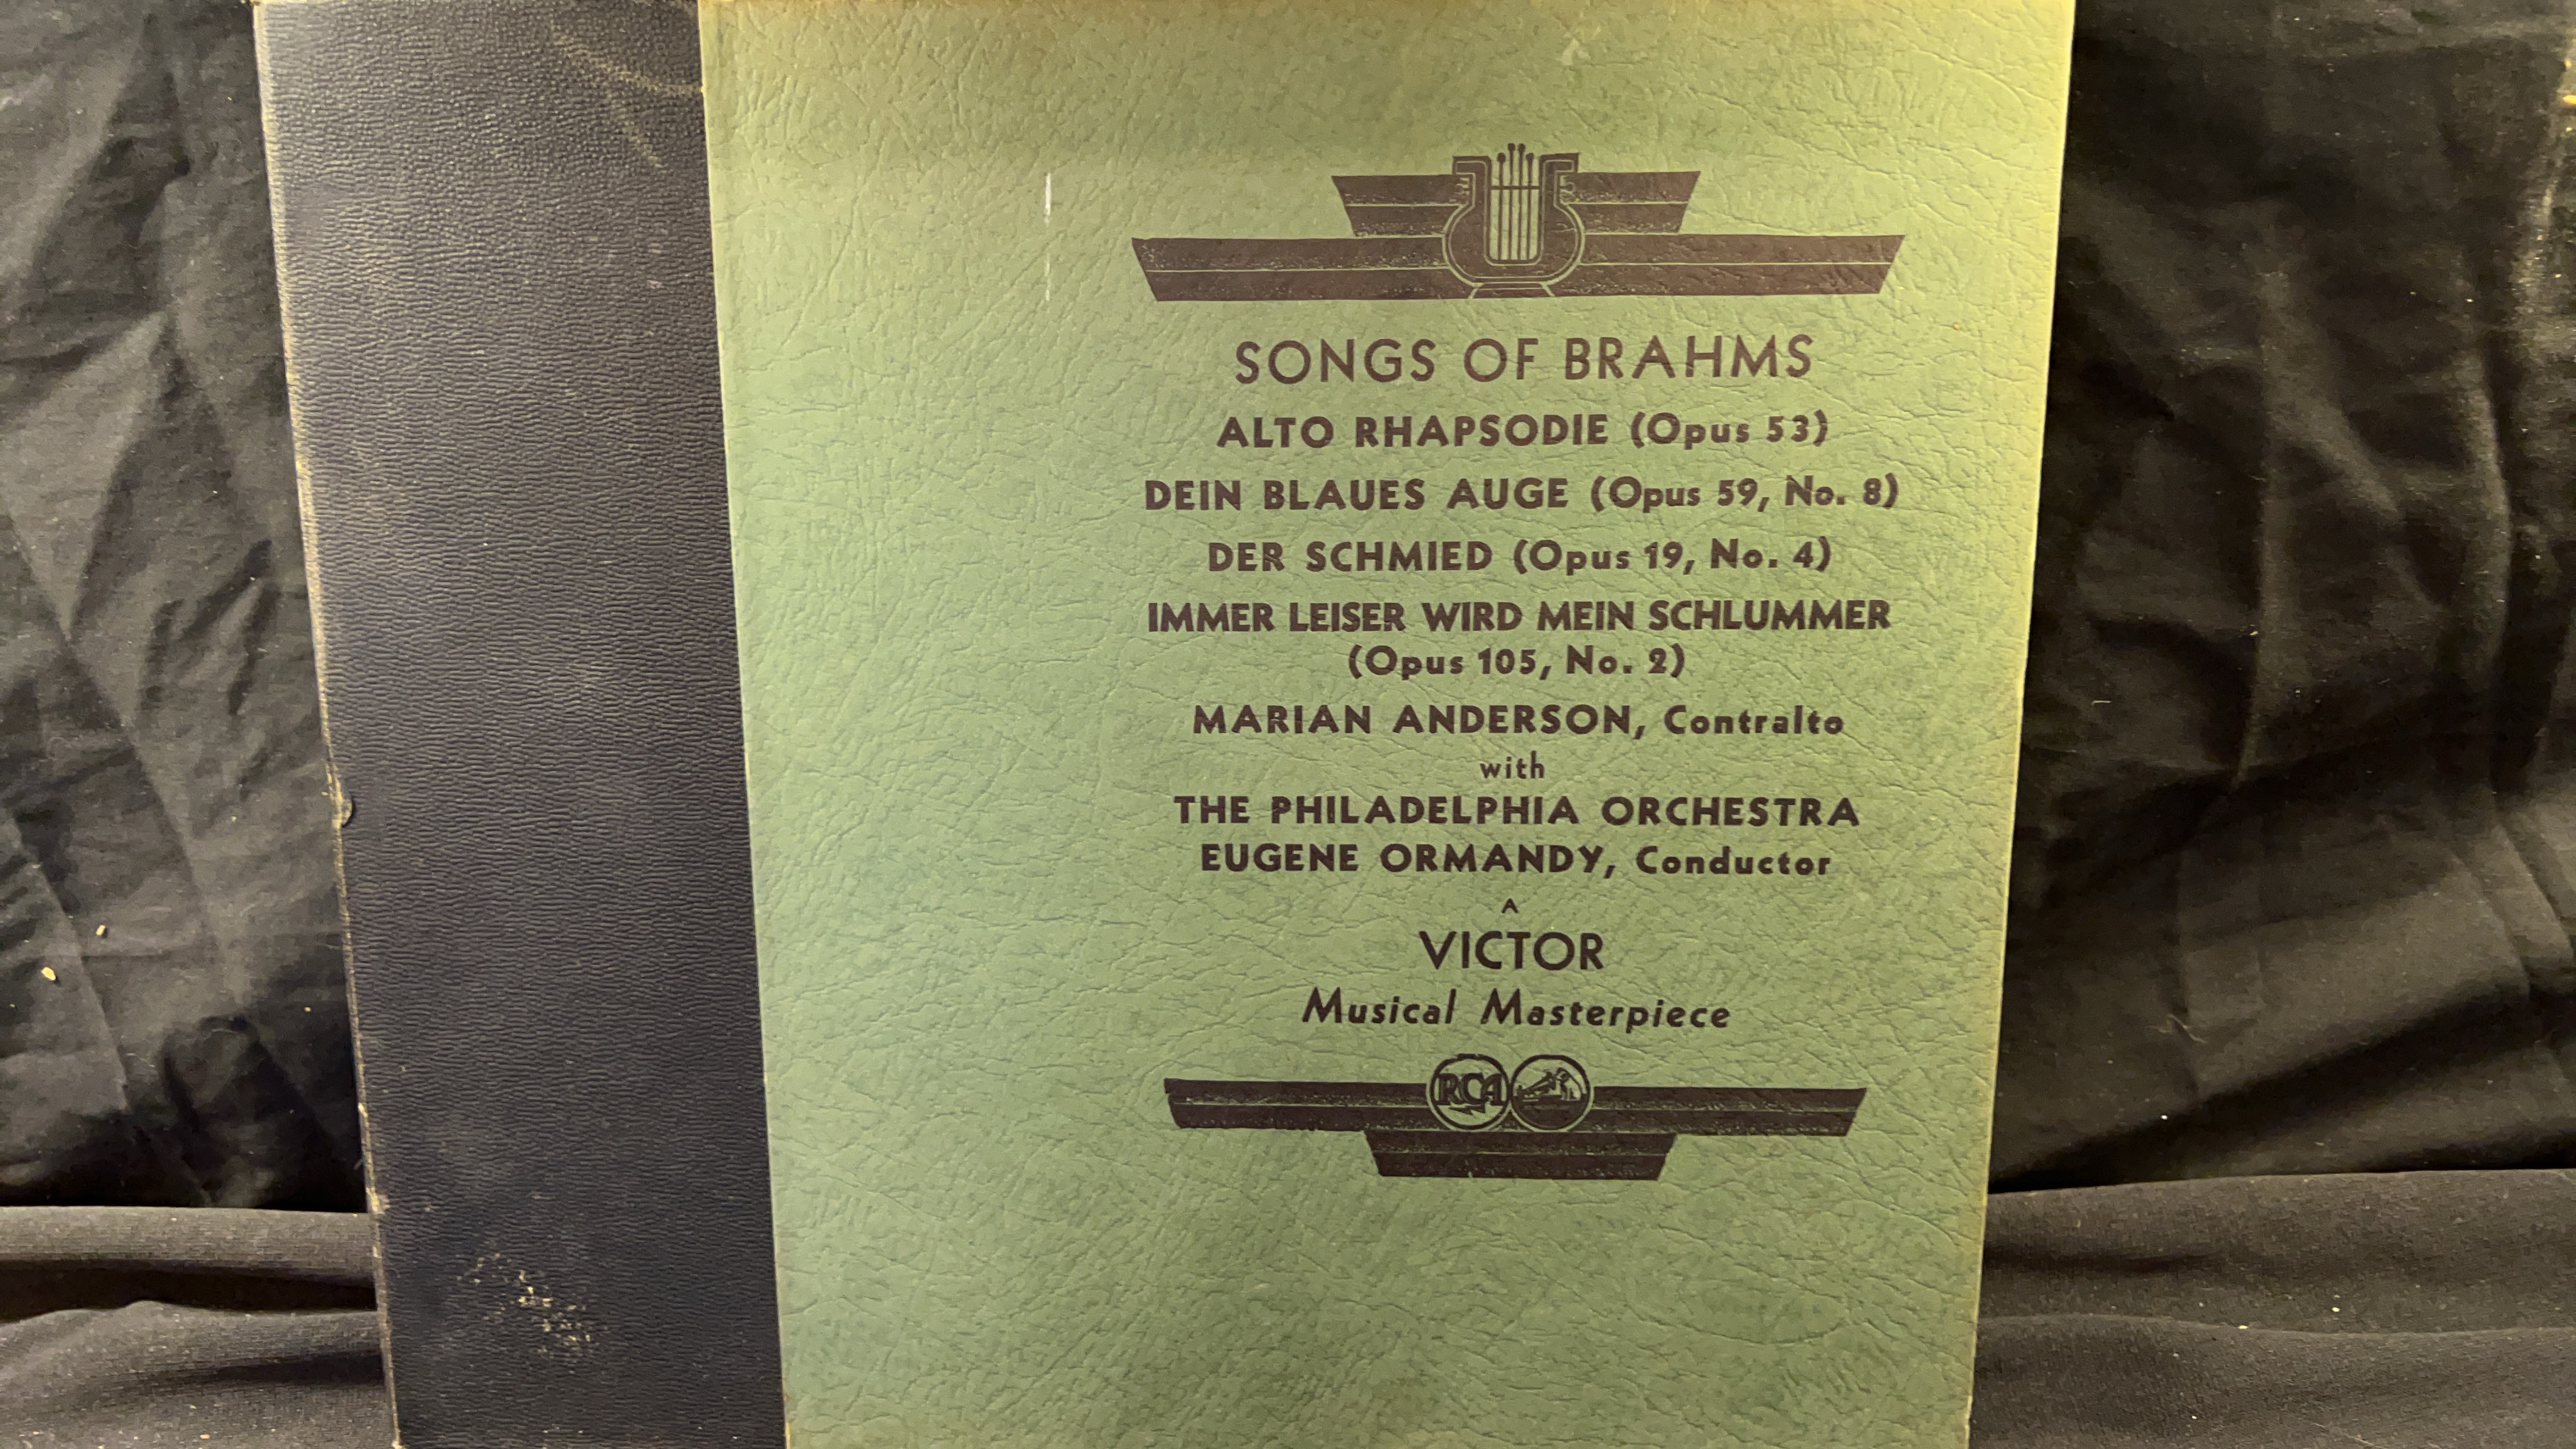 SONGS OF BRAHMS
ALTO RHAPSODIE (Opus 53)
DEIN BLAUES AUGE (Opus 59, No. 8)
DER SCHMIED (Opus 19, No. 4)
IMMER LEISER WIRD MEIN SCHLUMMER
(Opus 105, No. 2)
MARIAN ANDERSON, Contralto
with
THE PHILADELPHIA ORCHESTRA
EUGENE ORMANDY, Conductor
A
VICTOR
Musical Masterpiece
RCA